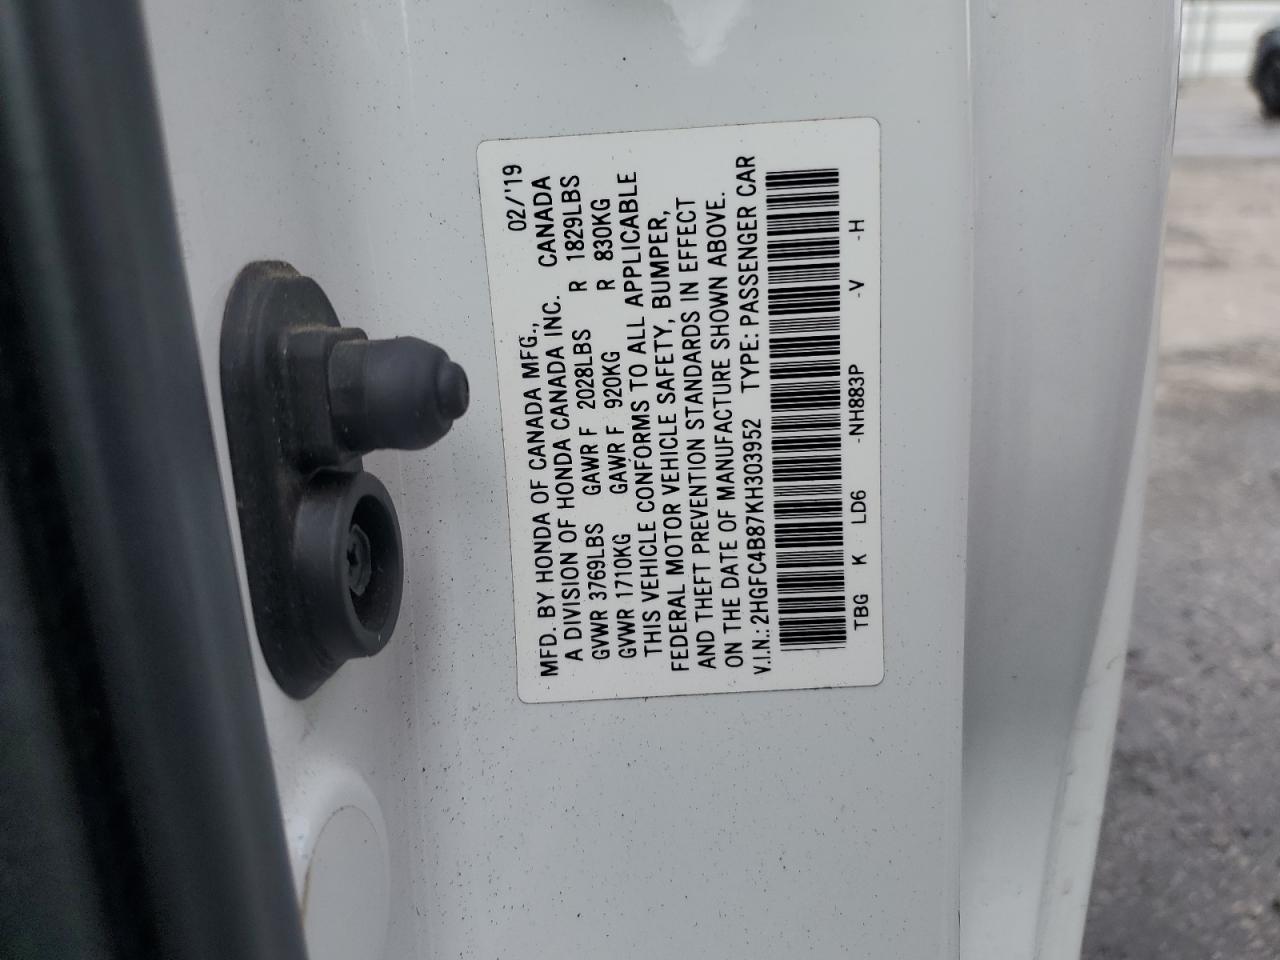 MFD. BY HONDA OF CANADA MFG., 02/'19
A DIVISION OF HONDA CANADA INC. CANADA
GVWR 3769LBS GAWR F 2028LBS R 1829LBS
GVWR 1710KG GAWR F 920KG R 830KG
THIS VEHICLE CONFORMS TO ALL APPLICABLE
FEDERAL MOTOR VEHICLE SAFETY, BUMPER,
AND THEFT PREVENTION STANDARDS IN EFFECT
ON THE DATE OF MANUFACTURE SHOWN ABOVE.
V.I.N.: 2HGFC4B87KH303952 TYPE: PASSENGER CAR
TBG K LD6 -NH883P -V -H